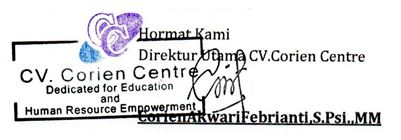 Hormat Kami
Direktur Utama CV.Corien Centre
CV. Corien Centre
Dedicated for Education
and
Human Resource Empowerment
CorienAkwariFebrianti,S.Psi.,MM